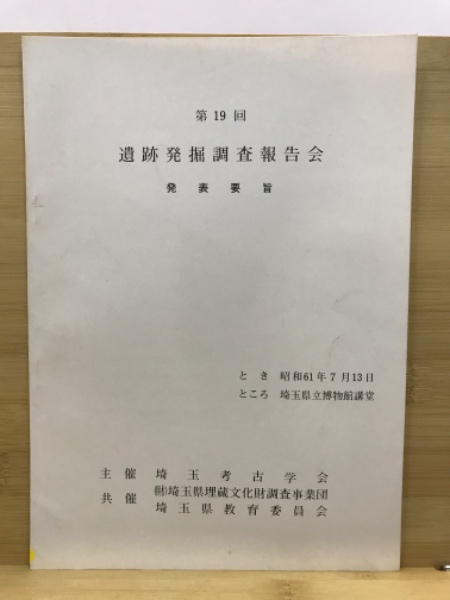 第19回
遺跡発掘調査報告会
発表要旨
とき 昭和61年7月13日
ところ 埼玉県立博物館講堂
主催 埼玉考古学会
共催 ㈶埼玉県埋蔵文化財調査事業団
埼玉県教育委員会